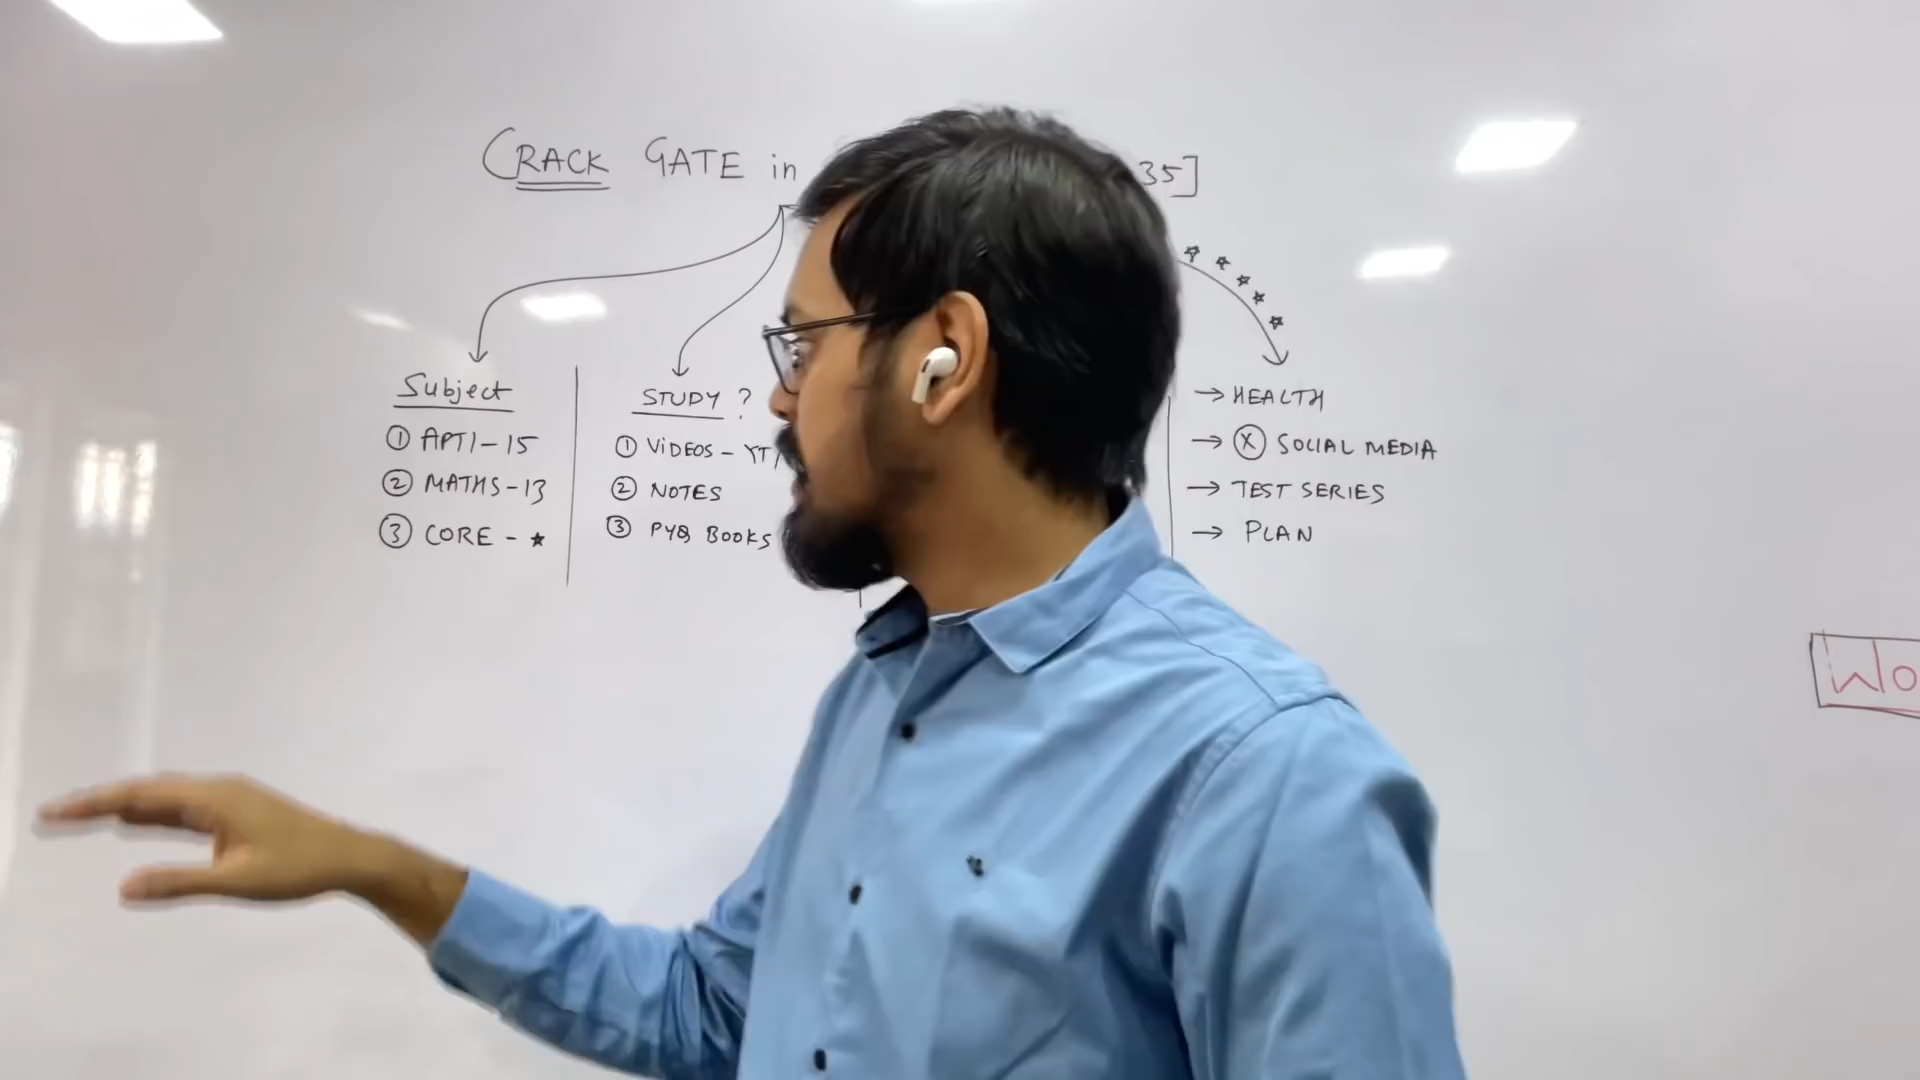 CRACK GATE in 35]
Subject
① APTI-15
② MATHS-13
③ CORE - ★
STUDY ?
① VIDEOS - YT/
② NOTES
③ PYQ BOOKS
→ HEALTH
→ Ⓧ SOCIAL MEDIA
→ TEST SERIES
→ PLAN